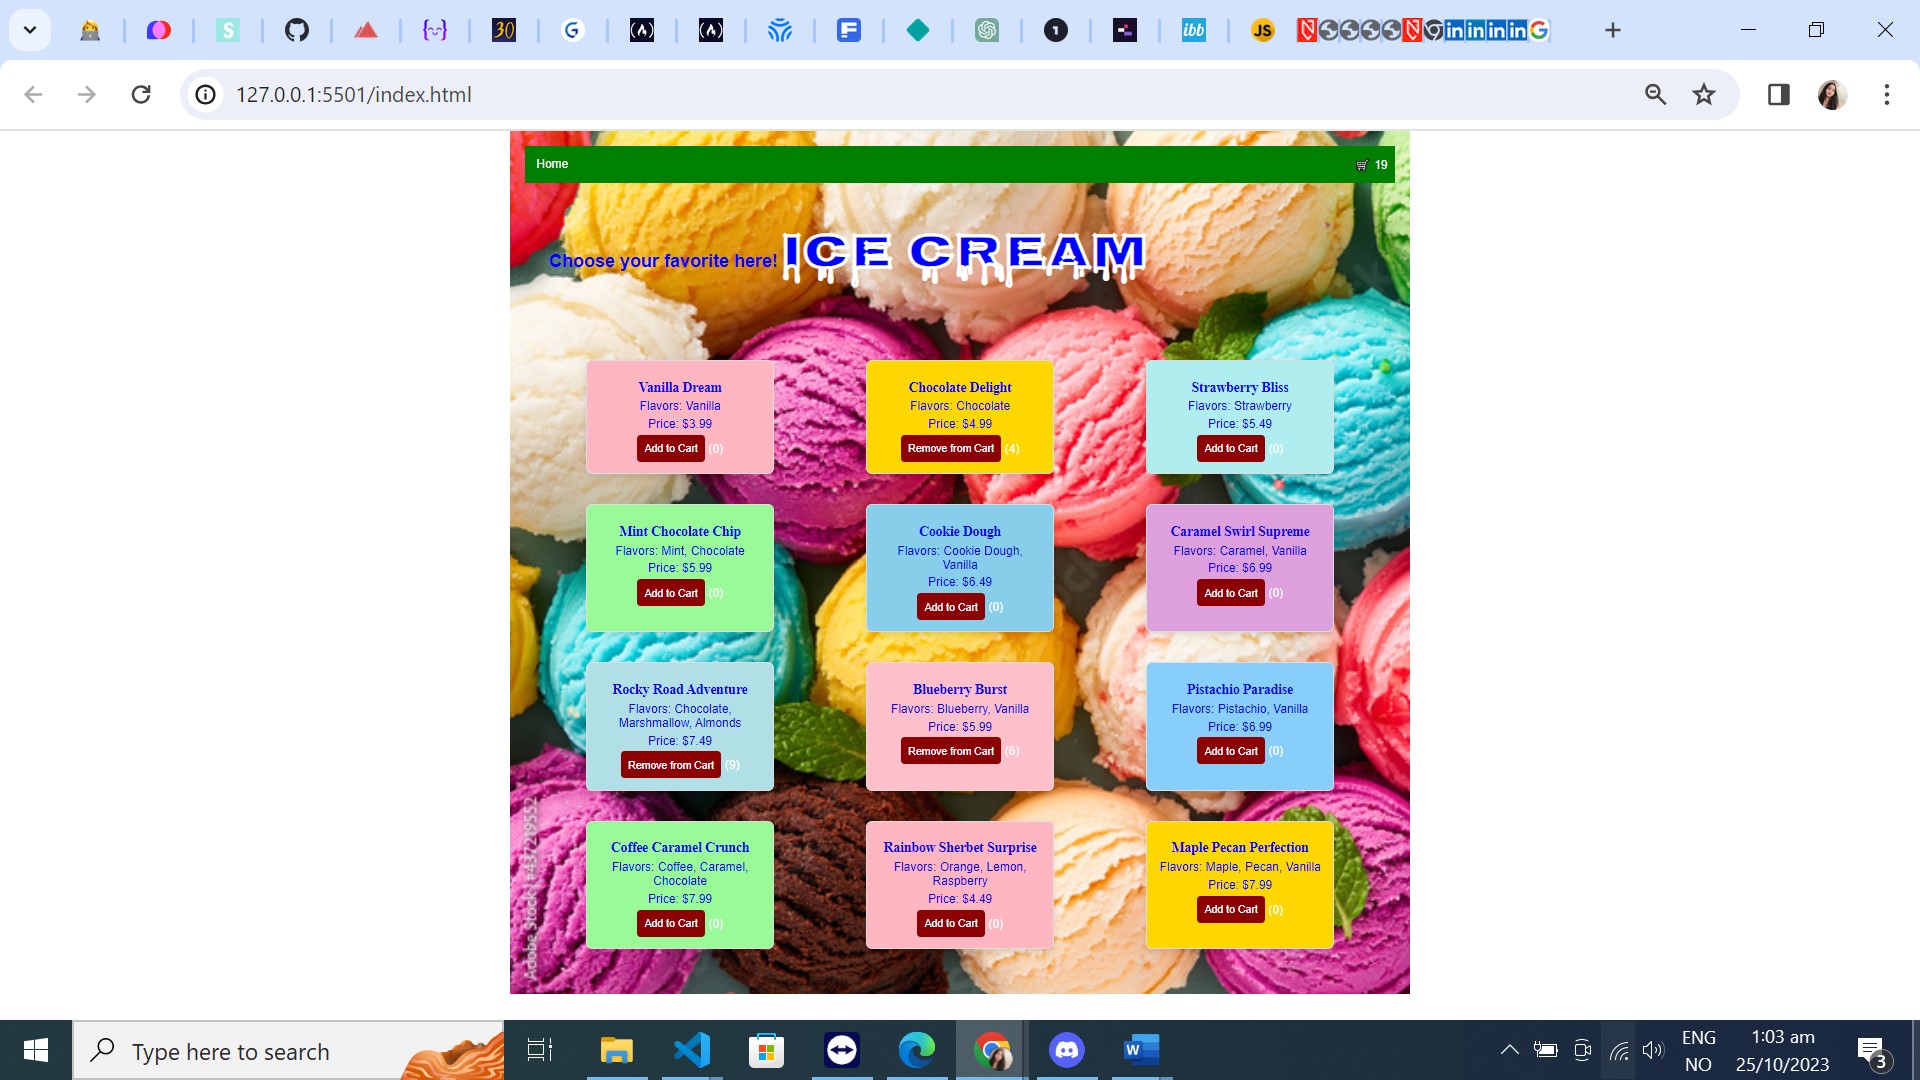 30
G
(A)
(A)
F
1
ibb
JS
in in in in G
127.0.0.1:5501/index.html
Home
19
Choose your favorite here! ICE CREAM
Vanilla Dream
Flavors: Vanilla
Price: $3.99
Add to Cart (0)
Chocolate Delight
Flavors: Chocolate
Price: $4.99
Remove from Cart (4)
Strawberry Bliss
Flavors: Strawberry
Price: $5.49
Add to Cart (0)
Mint Chocolate Chip
Flavors: Mint, Chocolate
Price: $5.99
Add to Cart (0)
Cookie Dough
Flavors: Cookie Dough,
Vanilla
Price: $6.49
Add to Cart (0)
Caramel Swirl Supreme
Flavors: Caramel, Vanilla
Price: $6.99
Add to Cart (0)
Rocky Road Adventure
Flavors: Chocolate,
Marshmallow, Almonds
Price: $7.49
Remove from Cart (9)
Blueberry Burst
Flavors: Blueberry, Vanilla
Price: $5.99
Remove from Cart (6)
Pistachio Paradise
Flavors: Pistachio, Vanilla
Price: $6.99
Add to Cart (0)
Coffee Caramel Crunch
Flavors: Coffee, Caramel,
Chocolate
Price: $7.99
Add to Cart (0)
Rainbow Sherbet Surprise
Flavors: Orange, Lemon,
Raspberry
Price: $4.49
Add to Cart (0)
Maple Pecan Perfection
Flavors: Maple, Pecan, Vanilla
Price: $7.99
Add to Cart (0)
Adobe Stock | #437219552
Type here to search
W
ENG
NO
1:03 am
25/10/2023
3